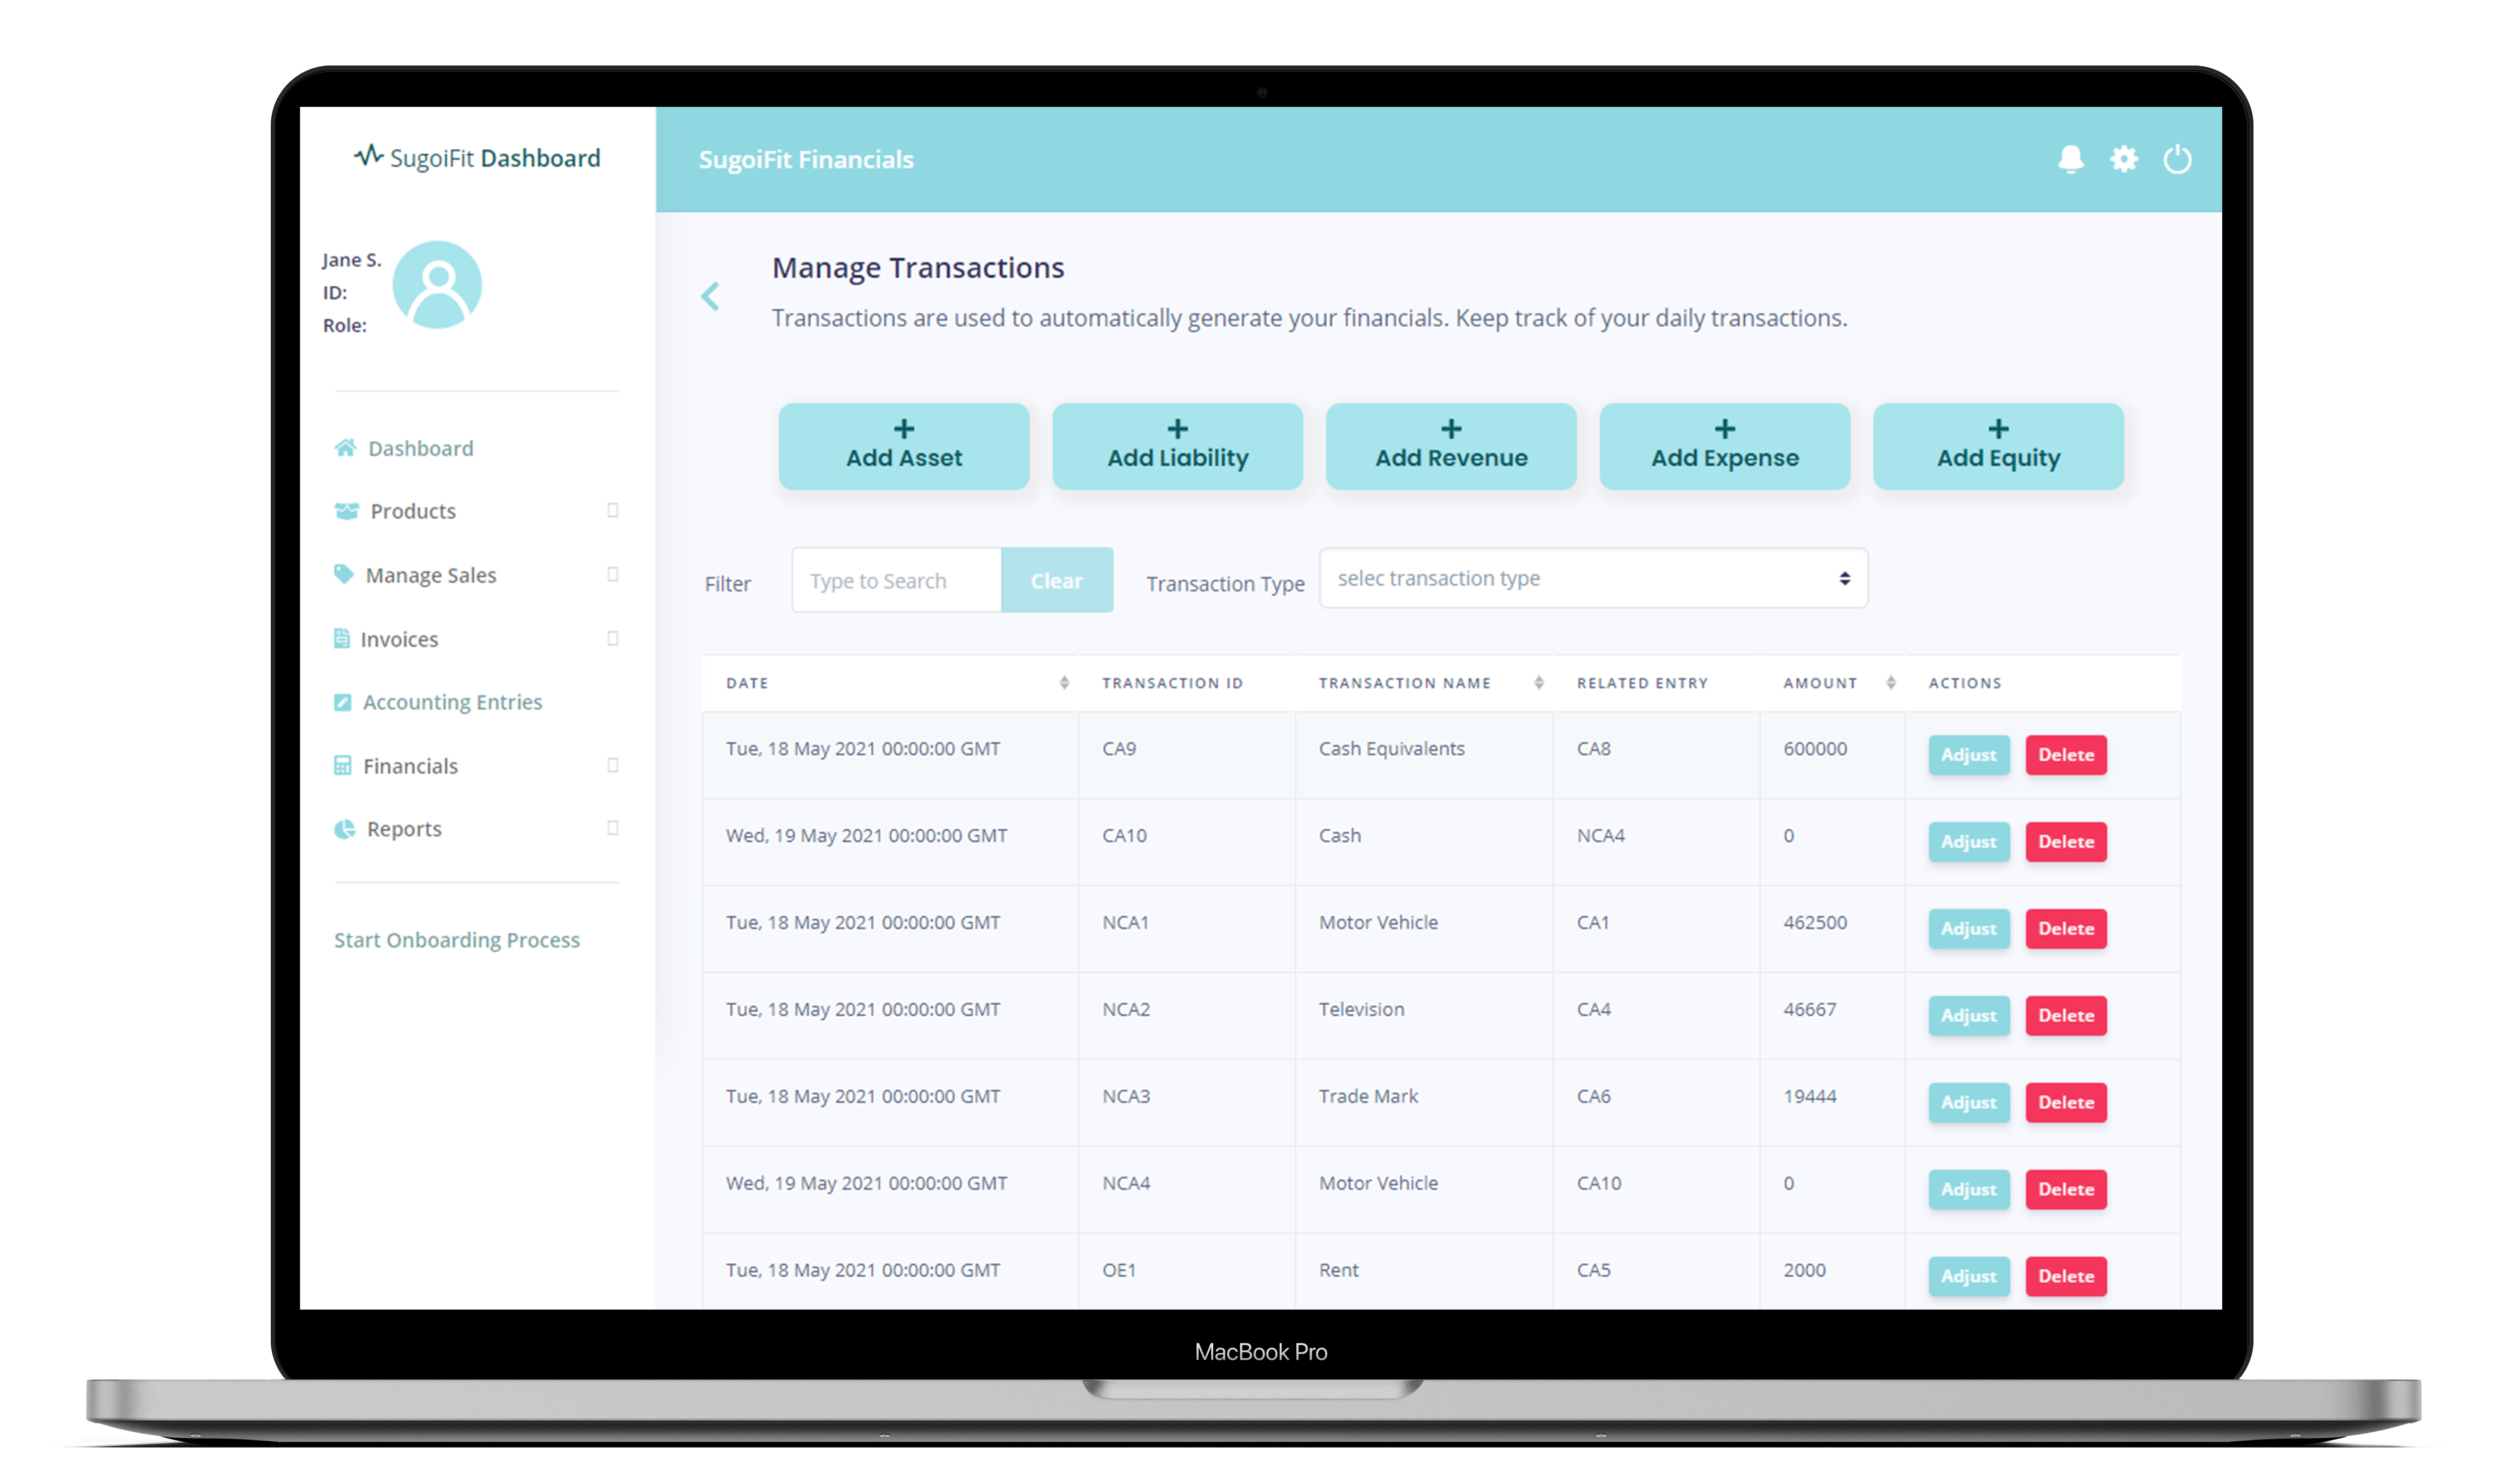 SugoiFit Dashboard
SugoiFit Financials
Jane S.
ID:
Role:
Manage Transactions
Transactions are used to automatically generate your financials. Keep track of your daily transactions.
Dashboard
Products
Manage Sales
Invoices
Accounting Entries
Financials
Reports
Start Onboarding Process
+ Add Asset
+ Add Liability
+ Add Revenue
+ Add Expense
+ Add Equity
Filter Type to Search Clear Transaction Type selec transaction type
DATE TRANSACTION ID TRANSACTION NAME RELATED ENTRY AMOUNT ACTIONS
Tue, 18 May 2021 00:00:00 GMT CA9 Cash Equivalents CA8 600000 Adjust Delete
Wed, 19 May 2021 00:00:00 GMT CA10 Cash NCA4 0 Adjust Delete
Tue, 18 May 2021 00:00:00 GMT NCA1 Motor Vehicle CA1 462500 Adjust Delete
Tue, 18 May 2021 00:00:00 GMT NCA2 Television CA4 46667 Adjust Delete
Tue, 18 May 2021 00:00:00 GMT NCA3 Trade Mark CA6 19444 Adjust Delete
Wed, 19 May 2021 00:00:00 GMT NCA4 Motor Vehicle CA10 0 Adjust Delete
Tue, 18 May 2021 00:00:00 GMT OE1 Rent CA5 2000 Adjust Delete
MacBook Pro